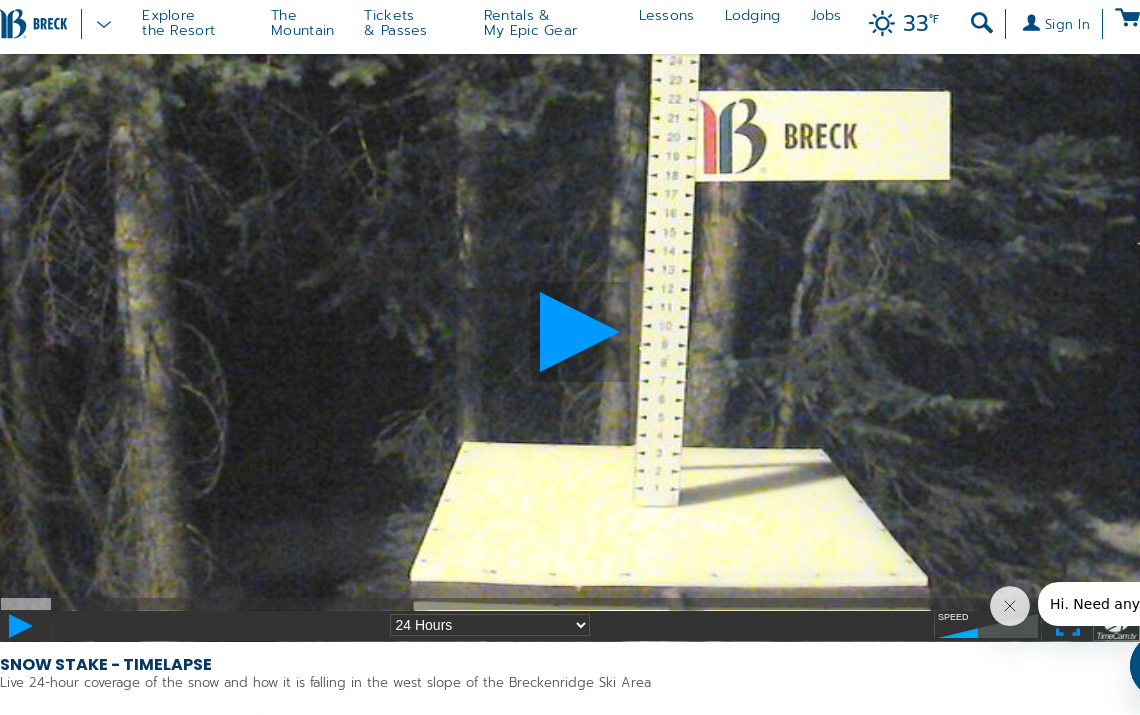 BRECK
Explore
the Resort
The
Mountain
Tickets
& Passes
Rentals &
My Epic Gear
Lessons
Lodging
Jobs
33°F
Sign In
23
22
21
20
19
18
17
16
15
14
13
12
11
10
9
8
7
6
5
4
3
2
1
BRECK
24 Hours
SPEED
Hi. Need any
TimeCam.tv
SNOW STAKE - TIMELAPSE
Live 24-hour coverage of the snow and how it is falling in the west slope of the Breckenridge Ski Area